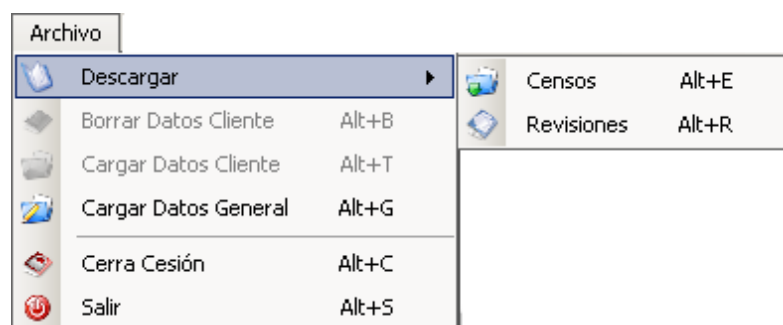 Archivo
Descargar
Censos Alt+E
Borrar Datos Cliente Alt+B
Revisiones Alt+R
Cargar Datos Cliente Alt+T
Cargar Datos General Alt+G
Cerra Cesión Alt+C
Salir Alt+S